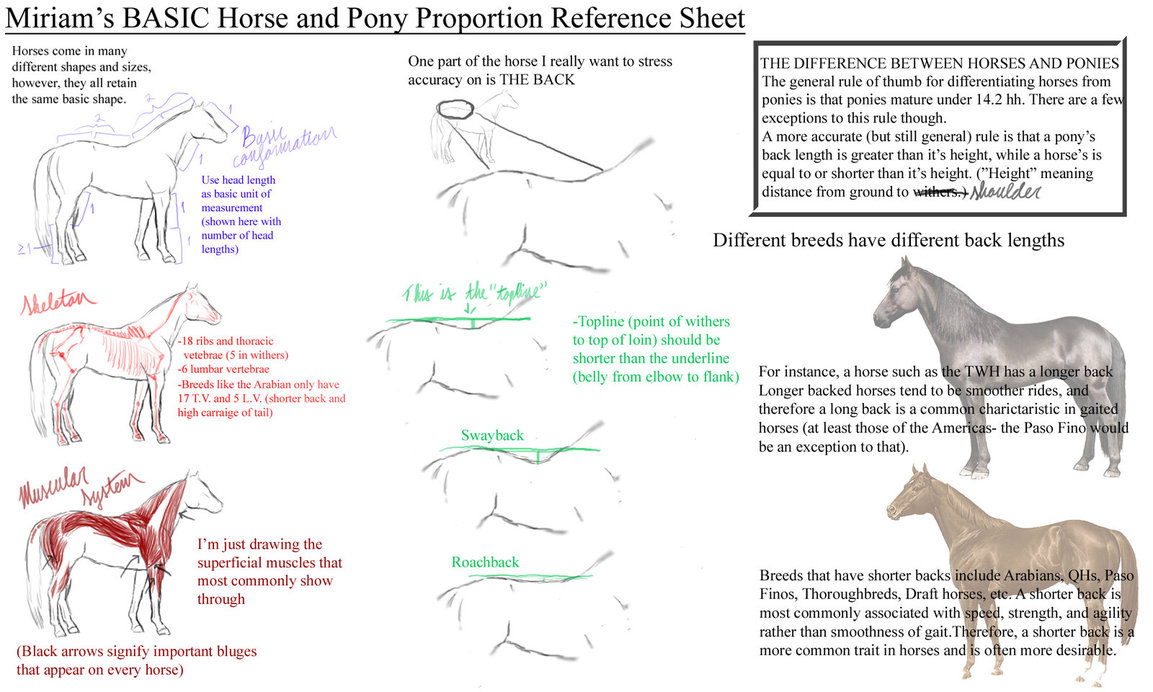 Miriam's BASIC Horse and Pony Proportion Reference Sheet
Horses come in many
different shapes and sizes,
however, they all retain
the same basic shape.
2
2
1
1
1
1
1
≥1
Basic
conformation
Use head length
as basic unit of
measurement
(shown here with
number of head
lengths)
Skeleton
-18 ribs and thoracic
vetebrae (5 in withers)
-6 lumbar vertebrae
-Breeds like the Arabian only have
17 T.V. and 5 L.V. (shorter back and
high carraige of tail)
Muscular
system
I'm just drawing the
superficial muscles that
most commonly show
through
(Black arrows signify important bluges
that appear on every horse)
One part of the horse I really want to stress
accuracy on is THE BACK
This is the "topline"
-Topline (point of withers
to top of loin) should be
shorter than the underline
(belly from elbow to flank)
Swayback
Roachback
THE DIFFERENCE BETWEEN HORSES AND PONIES
The general rule of thumb for differentiating horses from
ponies is that ponies mature under 14.2 hh. There are a few
exceptions to this rule though.
A more accurate (but still general) rule is that a pony's
back length is greater than it's height, while a horse's is
equal to or shorter than it's height. ("Height" meaning
distance from ground to withers.) shoulder
Different breeds have different back lengths
For instance, a horse such as the TWH has a longer back
Longer backed horses tend to be smoother rides, and
therefore a long back is a common charictaristic in gaited
horses (at least those of the Americas- the Paso Fino would
be an exception to that).
Breeds that have shorter backs include Arabians, QHs, Paso
Finos, Thoroughbreds, Draft horses, etc. A shorter back is
most commonly associated with speed, strength, and agility
rather than smoothness of gait.Therefore, a shorter back is a
more common trait in horses and is often more desirable.